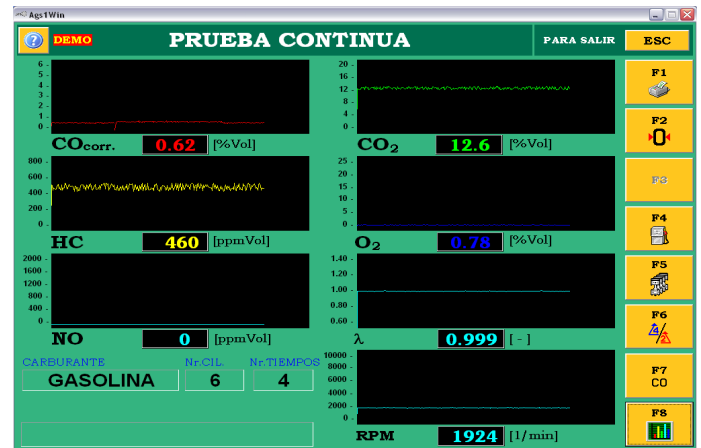 Ags1Win
DEMO PRUEBA CONTINUA PARA SALIR ESC
6
5
4
3
2
1
0
COcorr. 0.62 [%Vol]
20
16
12
8
4
0
CO2 12.6 [%Vol]
800
600
400
200
0
HC 460 [ppmVol]
25
20
15
10
5
0
O2 0.78 [%Vol]
2000
1600
1200
800
400
0
NO 0 [ppmVol]
1.40
1.20
1.00
0.80
0.60
λ 0.999 [-]
CARBURANTE Nr.CIL. Nr.TIEMPOS
GASOLINA 6 4
10000
8000
6000
4000
2000
0
RPM 1924 [1/min]
F1
F2
0
F3
F4
F5
F6
4/2
F7
CO
F8